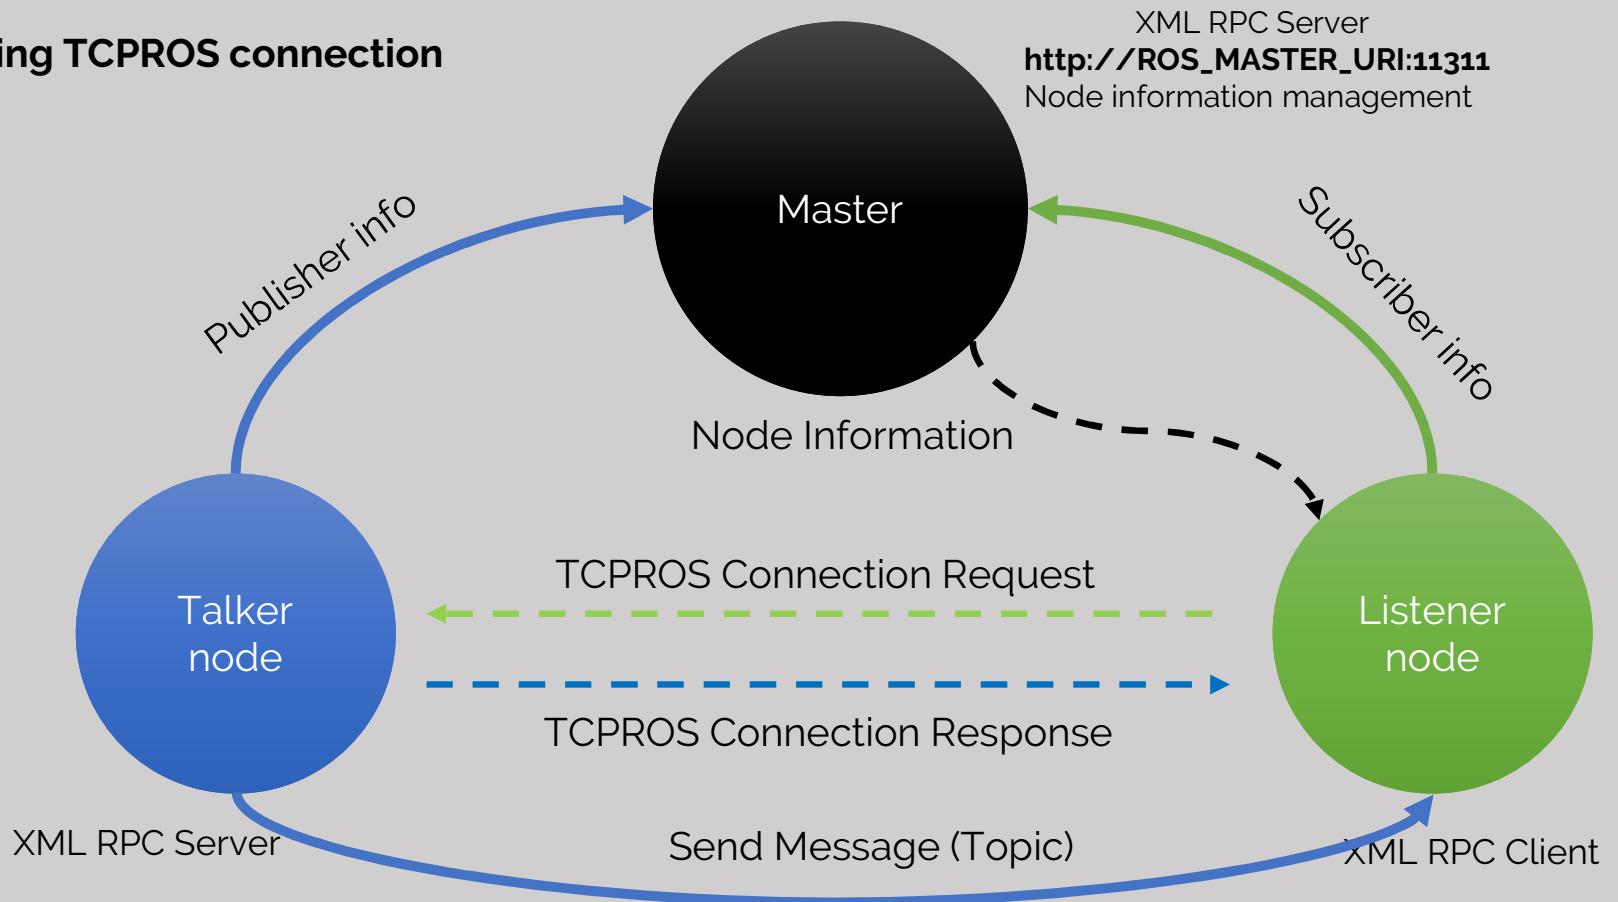 ing TCPROS connection
XML RPC Server
http://ROS_MASTER_URI:11311
Node information management
Master
Publisher info
Subscriber info
Node Information
TCPROS Connection Request
Talker
node
Listener
node
TCPROS Connection Response
XML RPC Server
Send Message (Topic)
XML RPC Client